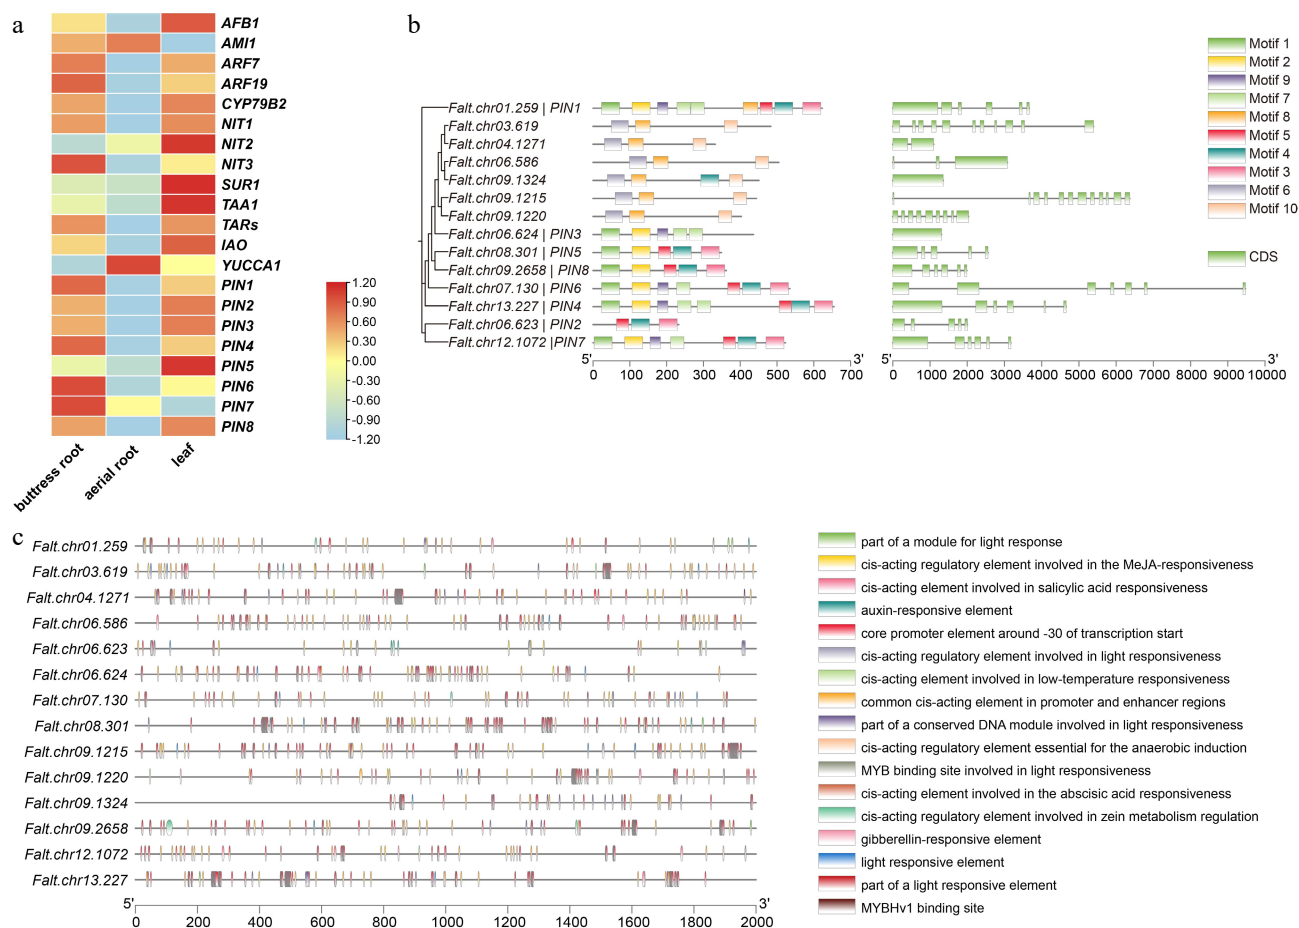 a
AFB1
AMI1
ARF7
ARF19
CYP79B2
NIT1
NIT2
NIT3
SUR1
TAA1
TARs
IAO
YUCCA1
PIN1
PIN2
PIN3
PIN4
PIN5
PIN6
PIN7
PIN8
buttress root
aerial root
leaf
1.20
0.90
0.60
0.30
0.00
-0.30
-0.60
-0.90
-1.20
b
Falt.chr01.259 | PIN1
Falt.chr03.619
Falt.chr04.1271
Falt.chr06.586
Falt.chr09.1324
Falt.chr09.1215
Falt.chr09.1220
Falt.chr06.624 | PIN3
Falt.chr08.301 | PIN5
Falt.chr09.2658 | PIN8
Falt.chr07.130 | PIN6
Falt.chr13.227 | PIN4
Falt.chr06.623 | PIN2
Falt.chr12.1072 |PIN7
5' 3'
0 100 200 300 400 500 600 700
5' 3'
0 1000 2000 3000 4000 5000 6000 7000 8000 9000 10000
Motif 1
Motif 2
Motif 9
Motif 7
Motif 8
Motif 5
Motif 4
Motif 3
Motif 6
Motif 10
CDS
c
Falt.chr01.259
Falt.chr03.619
Falt.chr04.1271
Falt.chr06.586
Falt.chr06.623
Falt.chr06.624
Falt.chr07.130
Falt.chr08.301
Falt.chr09.1215
Falt.chr09.1220
Falt.chr09.1324
Falt.chr09.2658
Falt.chr12.1072
Falt.chr13.227
5' 3'
0 200 400 600 800 1000 1200 1400 1600 1800 2000
part of a module for light response
cis-acting regulatory element involved in the MeJA-responsiveness
cis-acting element involved in salicylic acid responsiveness
auxin-responsive element
core promoter element around -30 of transcription start
cis-acting regulatory element involved in light responsiveness
cis-acting element involved in low-temperature responsiveness
common cis-acting element in promoter and enhancer regions
part of a conserved DNA module involved in light responsiveness
cis-acting regulatory element essential for the anaerobic induction
MYB binding site involved in light responsiveness
cis-acting element involved in the abscisic acid responsiveness
cis-acting regulatory element involved in zein metabolism regulation
gibberellin-responsive element
light responsive element
part of a light responsive element
MYBHv1 binding site